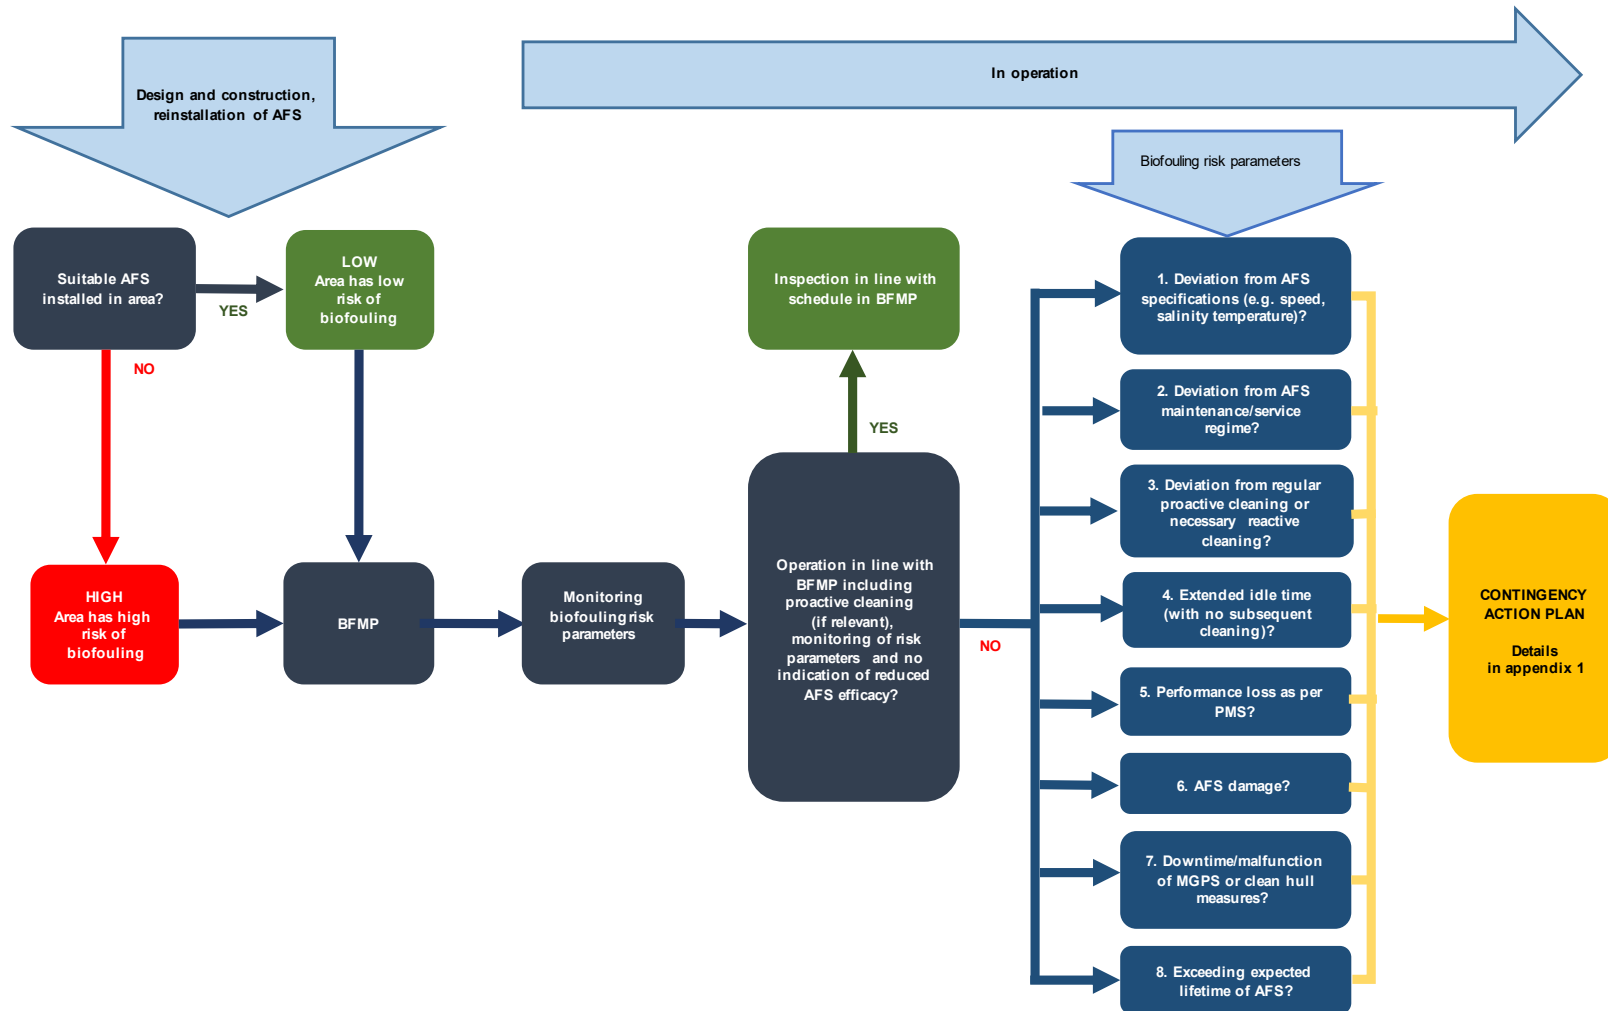 Design and construction,
reinstallation of AFS
In operation
Biofouling risk parameters
Suitable AFS
installed in area?
YES
NO
LOW
Area has low
risk of
biofouling
HIGH
Area has high
risk of
biofouling
BFMP
Monitoring
biofouling risk
parameters
Inspection in line with
schedule in BFMP
YES
Operation in line with
BFMP including
proactive cleaning
(if relevant),
monitoring of risk
parameters and no
indication of reduced
AFS efficacy?
NO
1. Deviation from AFS
specifications (e.g. speed,
salinity temperature)?
2. Deviation from AFS
maintenance/service
regime?
3. Deviation from regular
proactive cleaning or
necessary reactive
cleaning?
4. Extended idle time
(with no subsequent
cleaning)?
5. Performance loss as per
PMS?
6. AFS damage?
7. Downtime/malfunction
of MGPS or clean hull
measures?
8. Exceeding expected
lifetime of AFS?
CONTINGENCY
ACTION PLAN
Details
in appendix 1